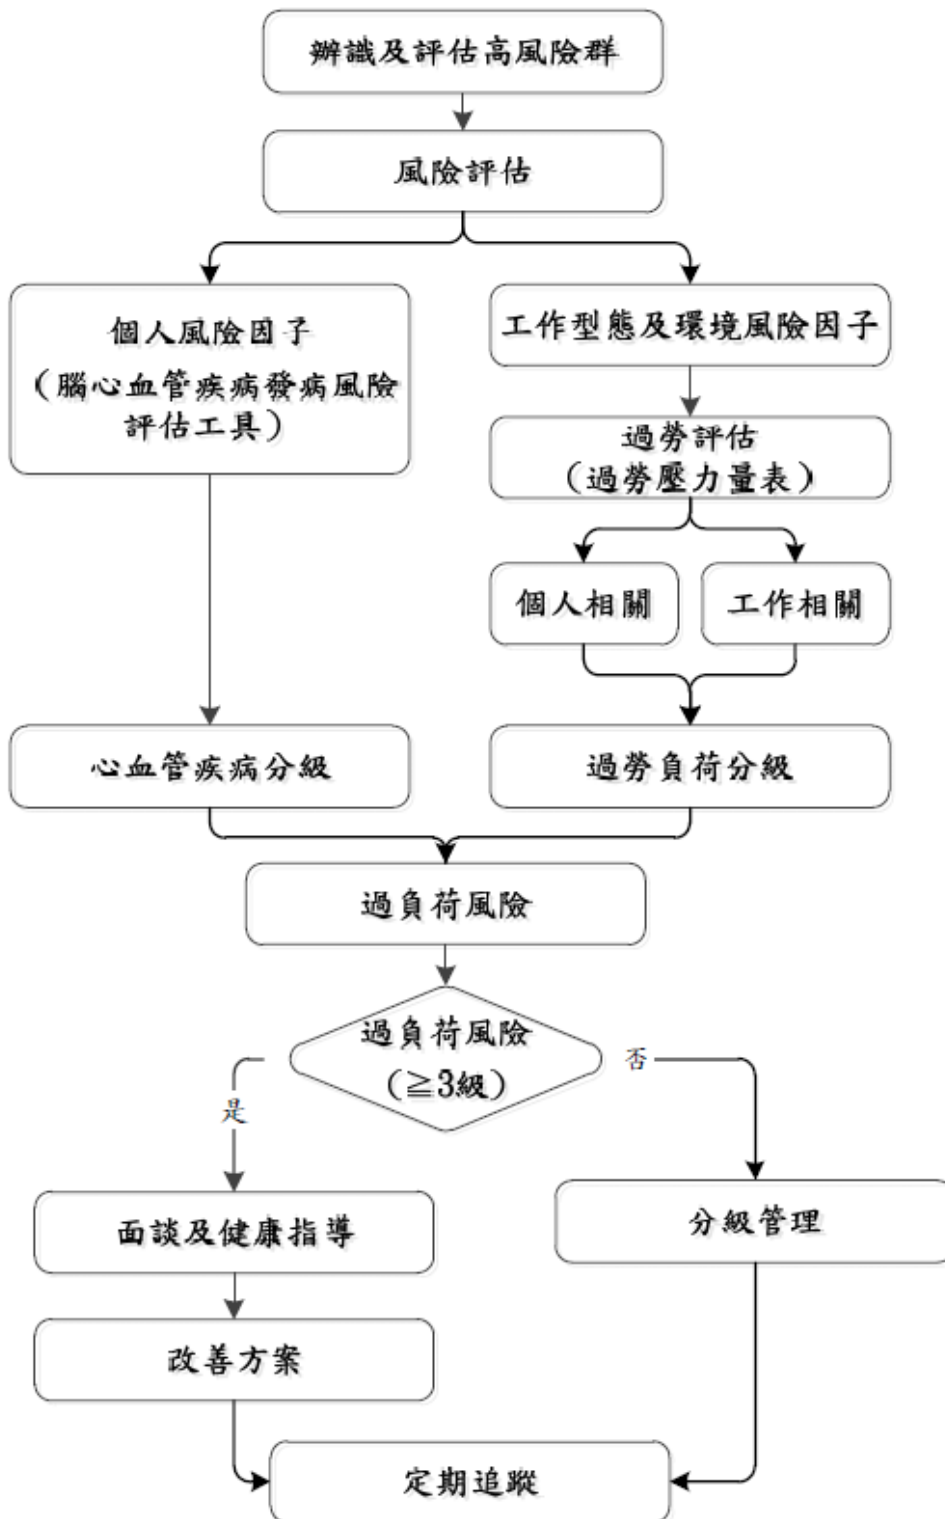 辦識及評估高風險群
風險評估
個人風險因子
（腦心血管疾病發病風險
評估工具）
工作型態及環境風險因子
過勞評估
（過勞壓力量表）
個人相關
工作相關
心血管疾病分級
過勞負荷分級
過負荷風險
過負荷風險
（≧3級）
是
否
面談及健康指導
分級管理
改善方案
定期追蹤